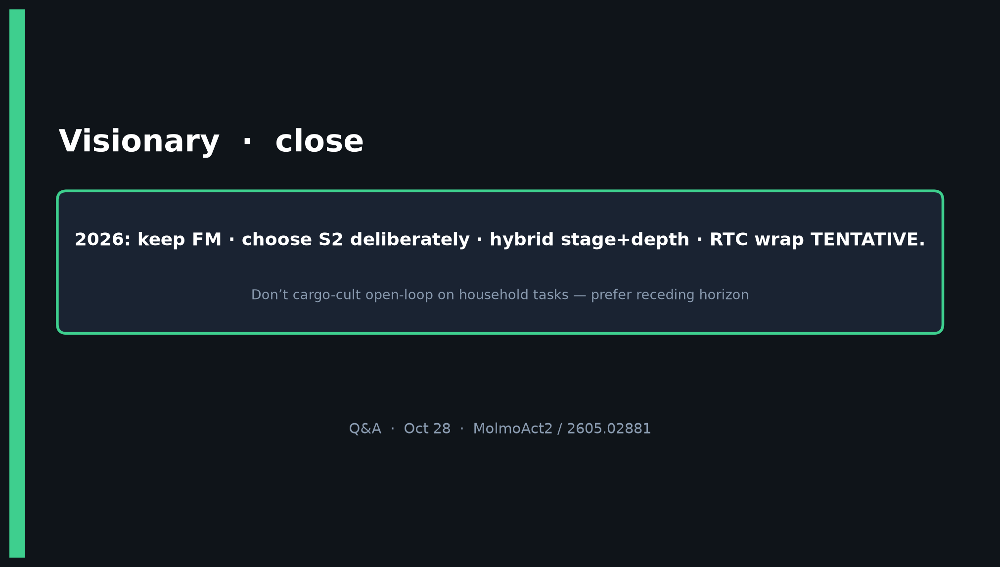 Visionary · close
2026: keep FM · choose S2 deliberately · hybrid stage+depth · RTC wrap TENTATIVE.
Don’t cargo-cult open-loop on household tasks — prefer receding horizon
Q&A · Oct 28 · MolmoAct2 / 2605.02881